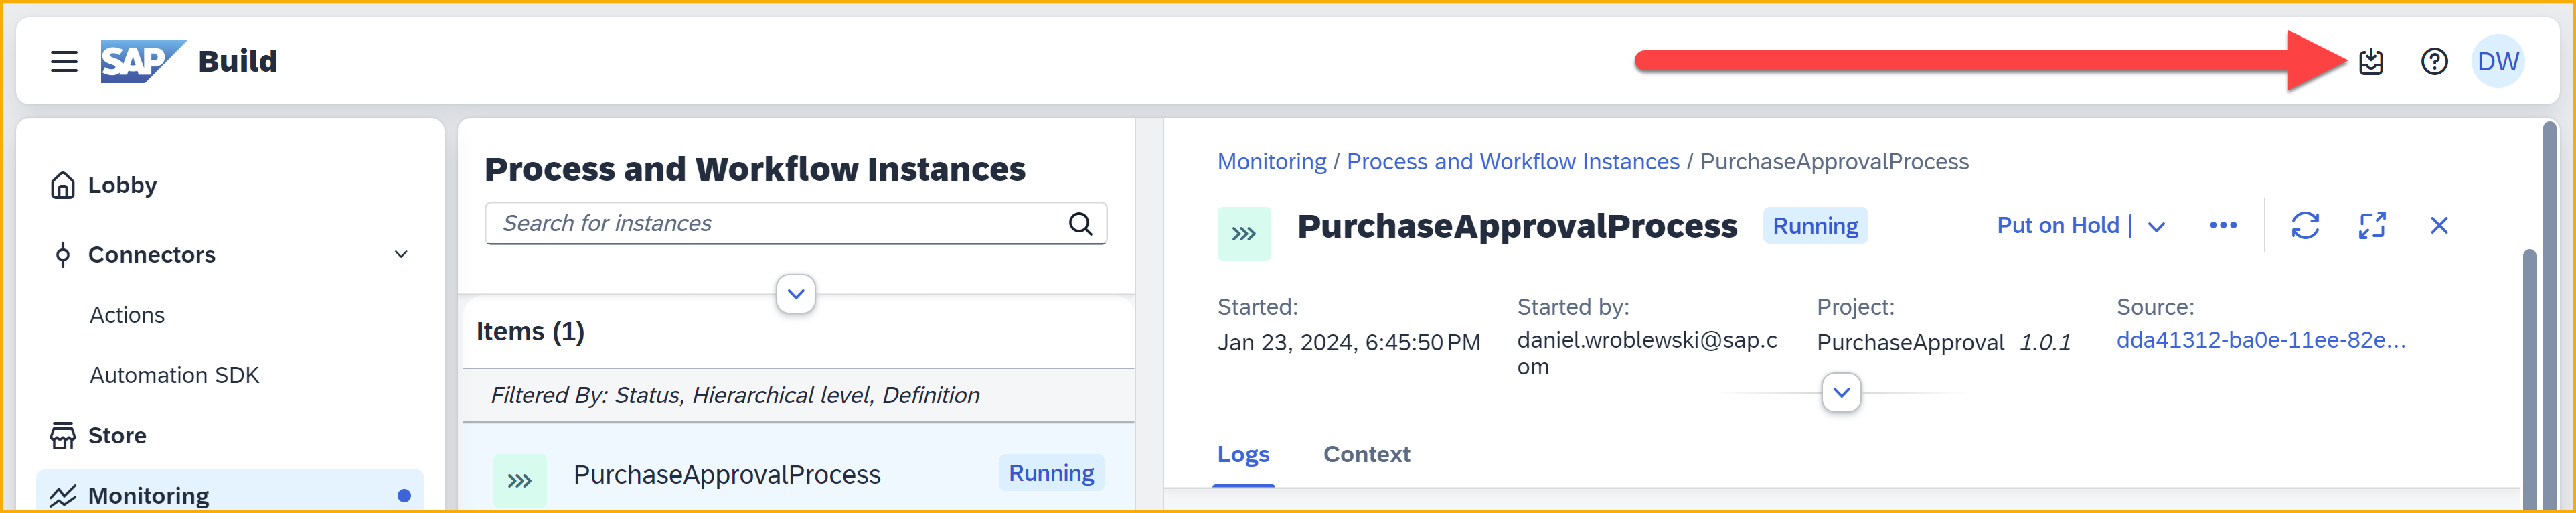 SAP Build
DW
Lobby
Connectors
Actions
Automation SDK
Store
Monitoring
Process and Workflow Instances
Search for instances
Items (1)
Filtered By: Status, Hierarchical level, Definition
PurchaseApprovalProcess Running
Monitoring / Process and Workflow Instances / PurchaseApprovalProcess
PurchaseApprovalProcess Running Put on Hold
Started: Started by: Project: Source:
Jan 23, 2024, 6:45:50 PM daniel.wroblewski@sap.c PurchaseApproval 1.0.1 dda41312-ba0e-11ee-82e...
om
Logs Context